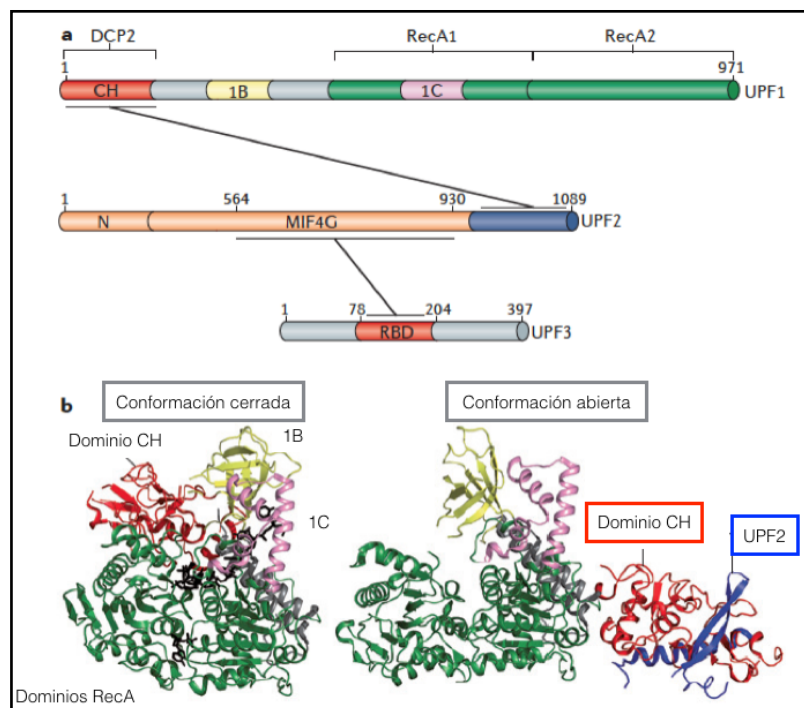 a
DCP2
RecA1
RecA2
1
971
CH
1B
1C
UPF1
1
564
930
1089
N
MIF4G
UPF2
1
78
204
397
RBD
UPF3
b
Conformación cerrada
Conformación abierta
Dominio CH
1B
1C
Dominio CH
UPF2
Dominios RecA